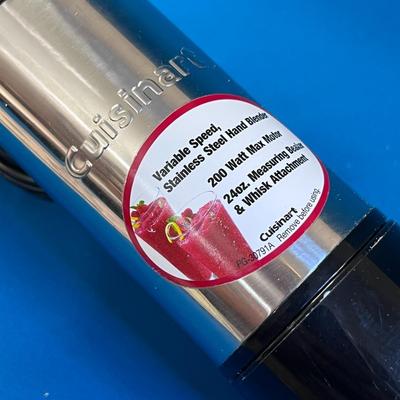 Cuisinart
Variable Speed,
Stainless Steel Hand Blender
200 Watt Max Motor
24oz. Measuring Beaker
& Whisk Attachment
Cuisinart
PG-30791A Remove before using.